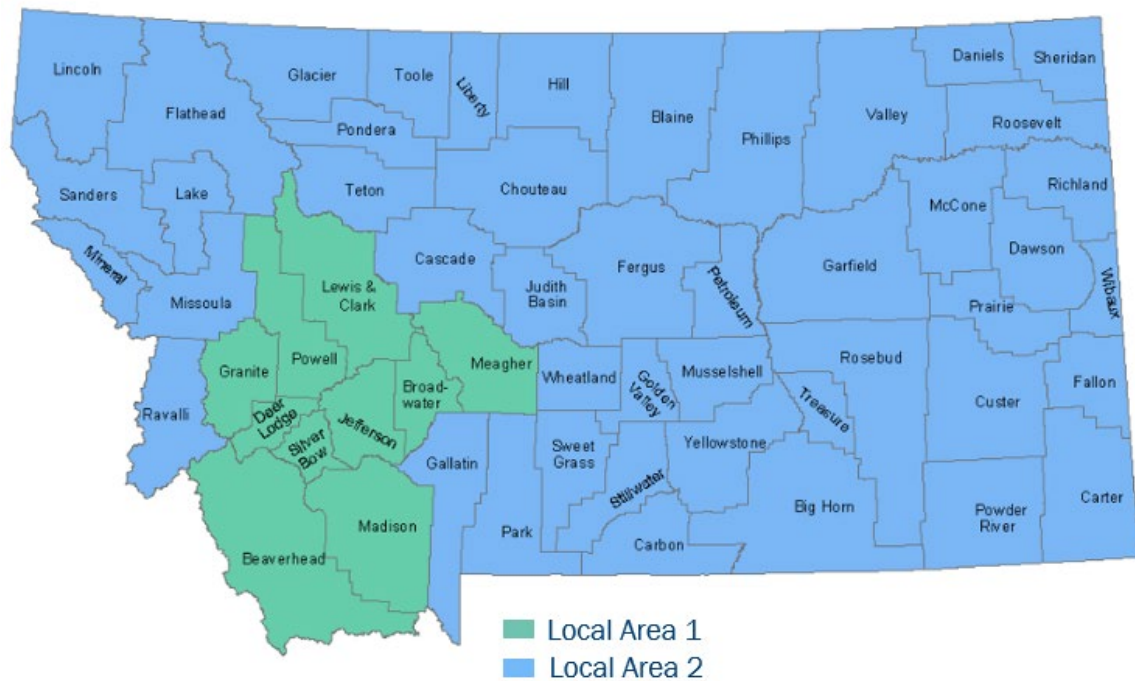 Lincoln
Flathead
Glacier
Toole
Liberty
Hill
Blaine
Phillips
Valley
Daniels
Sheridan
Roosevelt
Pondera
Teton
Chouteau
Sanders
Lake
Mineral
Missoula
Cascade
Judith
Basin
Fergus
Petroleum
Garfield
McCone
Richland
Dawson
Prairie
Wibaux
Lewis &
Clark
Powell
Granite
Meagher
Broad-
water
Jefferson
Deer
Lodge
Silver
Bow
Ravalli
Wheatland
Golden
Valley
Musselshell
Rosebud
Treasure
Custer
Fallon
Gallatin
Park
Sweet
Grass
Stillwater
Yellowstone
Big Horn
Carbon
Powder
River
Carter
Madison
Beaverhead
Local Area 1
Local Area 2